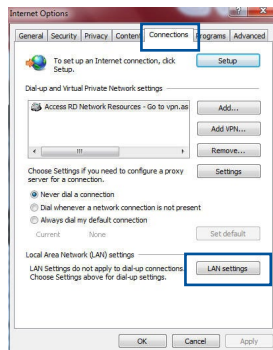 Internet Options
General Security Privacy Content Connections Programs Advanced
To set up an Internet connection, click Setup.
Setup
Dial-up and Virtual Private Network settings
Access RD Network Resources - Go to vpn.as
Add...
Add VPN...
Remove...
Choose Settings if you need to configure a proxy
server for a connection.
Settings
Never dial a connection
Dial whenever a network connection is not present
Always dial my default connection
Current None
Set default
Local Area Network (LAN) settings
LAN Settings do not apply to dial-up connections.
Choose Settings above for dial-up settings.
LAN settings
OK Cancel Apply